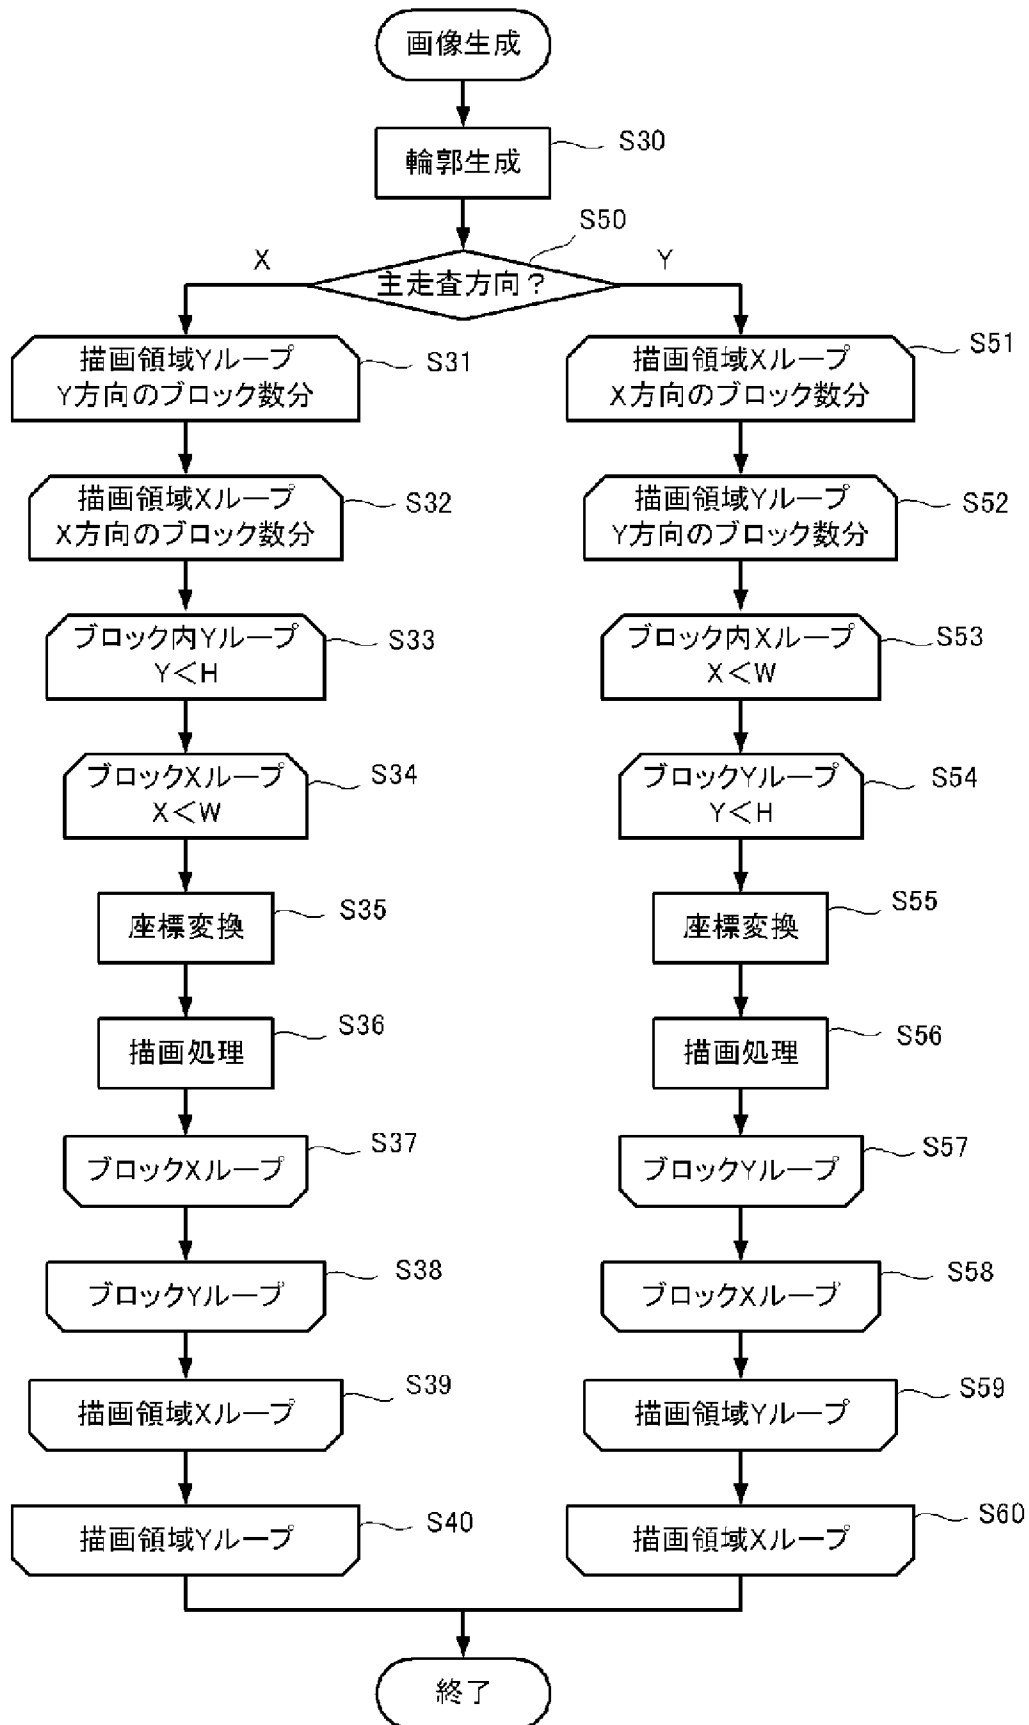 画像生成
輪郭生成
S30
S50
X
主走査方向?
Y
描画領域Yループ
Y方向のブロック数分
S31
描画領域Xループ
X方向のブロック数分
S32
ブロック内Yループ
Y<H
S33
ブロックXループ
X<W
S34
座標変換
S35
描画処理
S36
ブロックXループ
S37
ブロックYループ
S38
描画領域Xループ
S39
描画領域Yループ
S40
描画領域Xループ
X方向のブロック数分
S51
描画領域Yループ
Y方向のブロック数分
S52
ブロック内Xループ
X<W
S53
ブロックYループ
Y<H
S54
座標変換
S55
描画処理
S56
ブロックYループ
S57
ブロックXループ
S58
描画領域Yループ
S59
描画領域Xループ
S60
終了